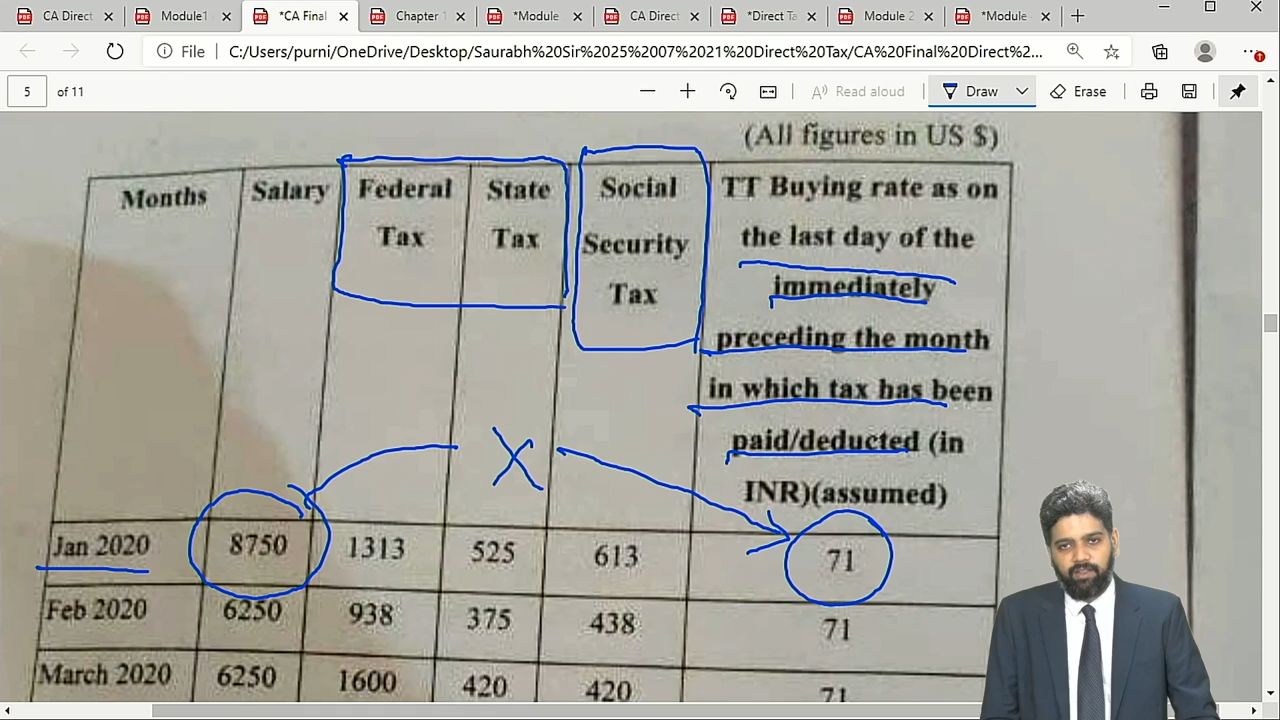 CA Direct
Module1
*CA Final
Chapter 1
*Module
CA Direct
*Direct Ta
Module 2
*Module
File
C:/Users/purni/OneDrive/Desktop/Saurabh%20Sir%2025%2007%2021%20Direct%20Tax/CA%20Final%20Direct%2...
5 of 11
Read aloud
Draw
Erase
(All figures in US $)
Months Salary Federal Tax State Tax Social Security Tax TT Buying rate as on
the last day of the
immediately
preceding the month
in which tax has been
paid/deducted (in
INR)(assumed)
X
Jan 2020 8750 1313 525 613 71
Feb 2020 6250 938 375 438 71
March 2020 6250 1600 420 420 71